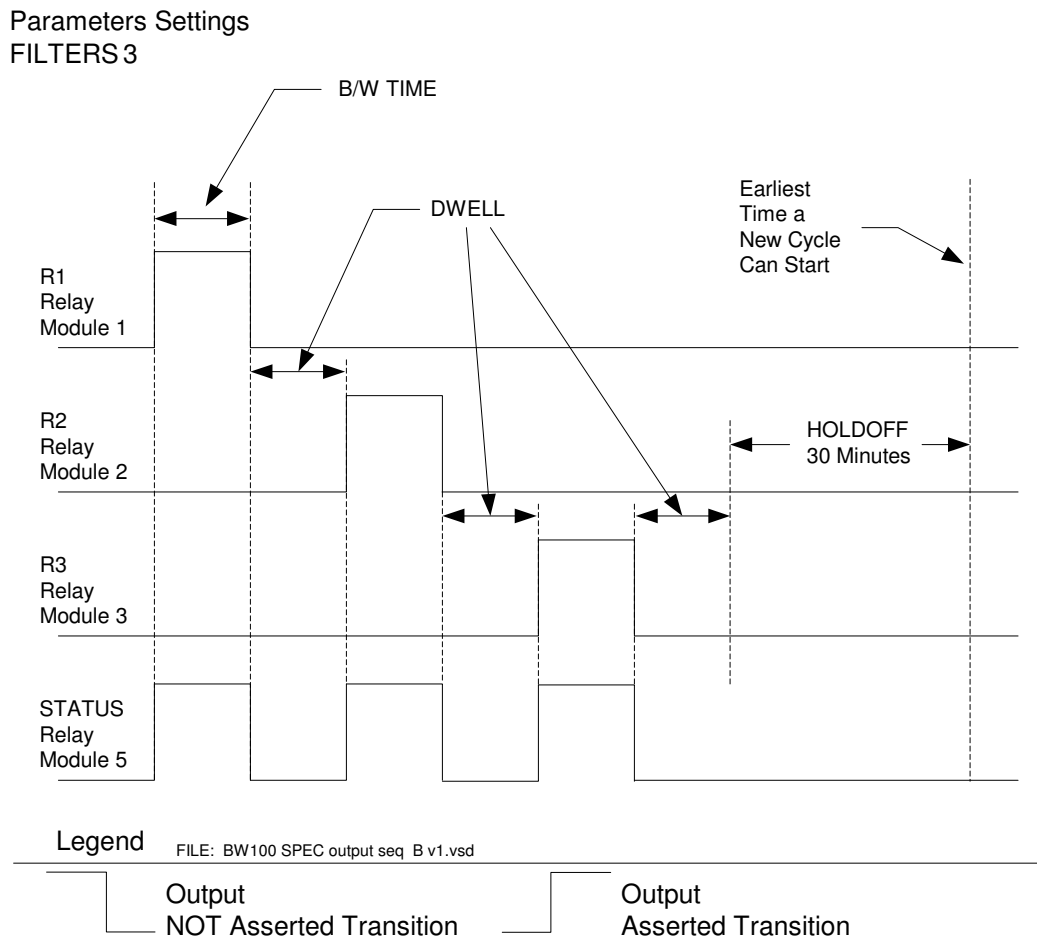 Parameters Settings
FILTERS 3
B/W TIME
DWELL
Earliest
Time a
New Cycle
Can Start
R1
Relay
Module 1
R2
Relay
Module 2
HOLDOFF
30 Minutes
R3
Relay
Module 3
STATUS
Relay
Module 5
Legend
FILE: BW100 SPEC output seq B v1.vsd
Output
NOT Asserted Transition
Output
Asserted Transition